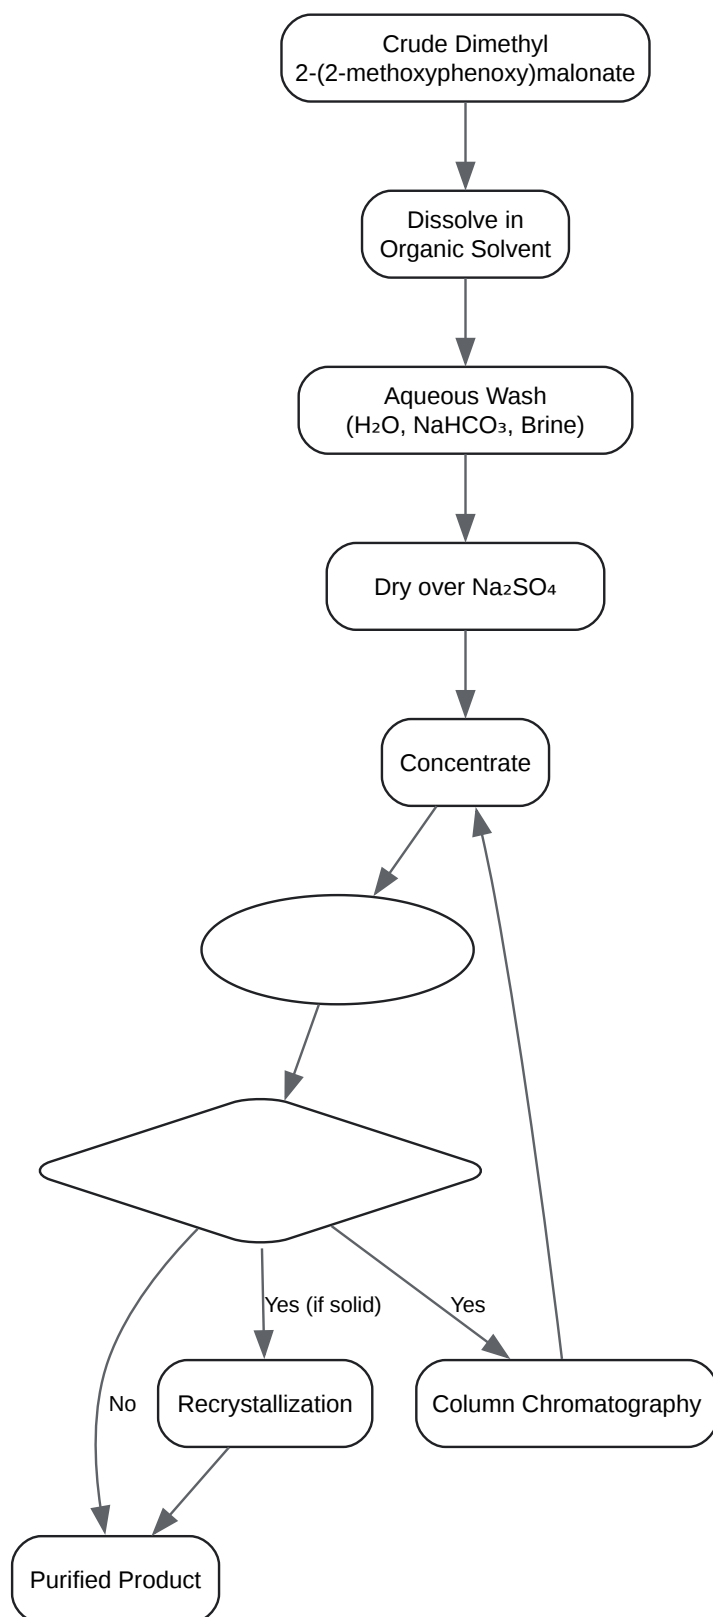 Crude Dimethyl
2-(2-methoxyphenoxy)malonate
Dissolve in
Organic Solvent
Aqueous Wash
(H₂O, NaHCO₃, Brine)
Dry over Na₂SO₄
Concentrate
Yes (if solid)
Yes
No
Recrystallization
Column Chromatography
Purified Product